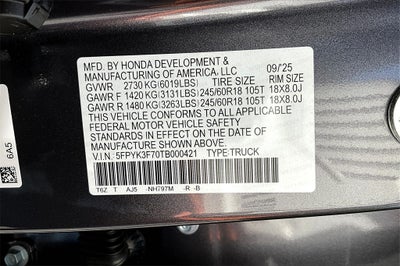 MFD. BY HONDA DEVELOPMENT & 09/25
MANUFACTURING OF AMERICA, LLC
GVWR 2730 KG(6019LBS) TIRE SIZE RIM SIZE
GAWR F 1420 KG(3131LBS) 245/60R18 105T 18X8.0J
GAWR R 1480 KG(3263LBS) 245/60R18 105T 18X8.0J
THIS VEHICLE CONFORMS TO ALL APPLICABLE
FEDERAL MOTOR VEHICLE SAFETY
STANDARDS IN EFFECT ON THE DATE OF
MANUFACTURE SHOWN ABOVE.
V.I.N: 5FPYK3F70TB000421 TYPE:TRUCK
T6Z T AJ5 -NH797M -R -B
6A5